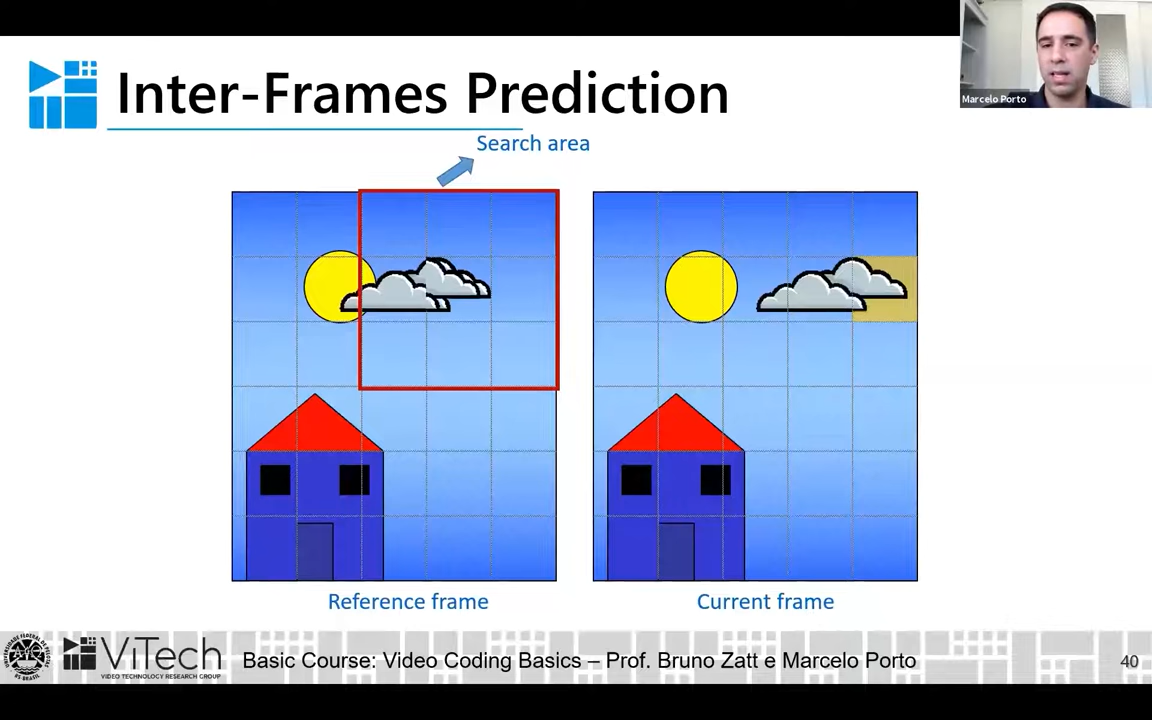 Marcelo Porto
Inter-Frames Prediction
Search area
Reference frame
Current frame
ViTech
VIDEO TECHNOLOGY RESEARCH GROUP
Basic Course: Video Coding Basics – Prof. Bruno Zatt e Marcelo Porto
40